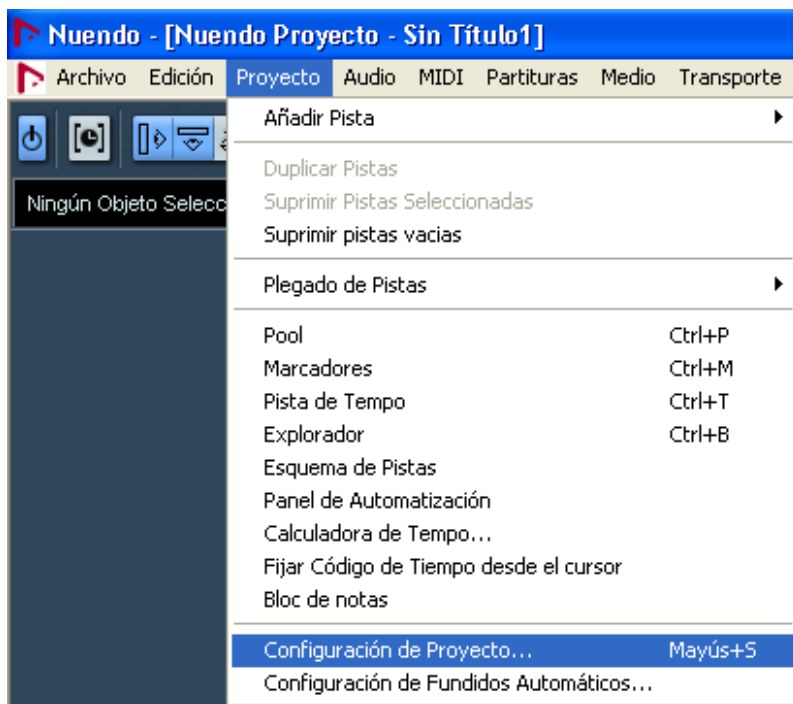 Nuendo - [Nuendo Proyecto - Sin Título1]
Archivo Edición Proyecto Audio MIDI Partituras Medio Transporte
Añadir Pista
Duplicar Pistas
Ningún Objeto Selecc
Suprimir Pistas Seleccionadas
Suprimir pistas vacias
Plegado de Pistas
Pool Ctrl+P
Marcadores Ctrl+M
Pista de Tempo Ctrl+T
Explorador Ctrl+B
Esquema de Pistas
Panel de Automatización
Calculadora de Tempo...
Fijar Código de Tiempo desde el cursor
Bloc de notas
Configuración de Proyecto... Mayús+S
Configuración de Fundidos Automáticos...